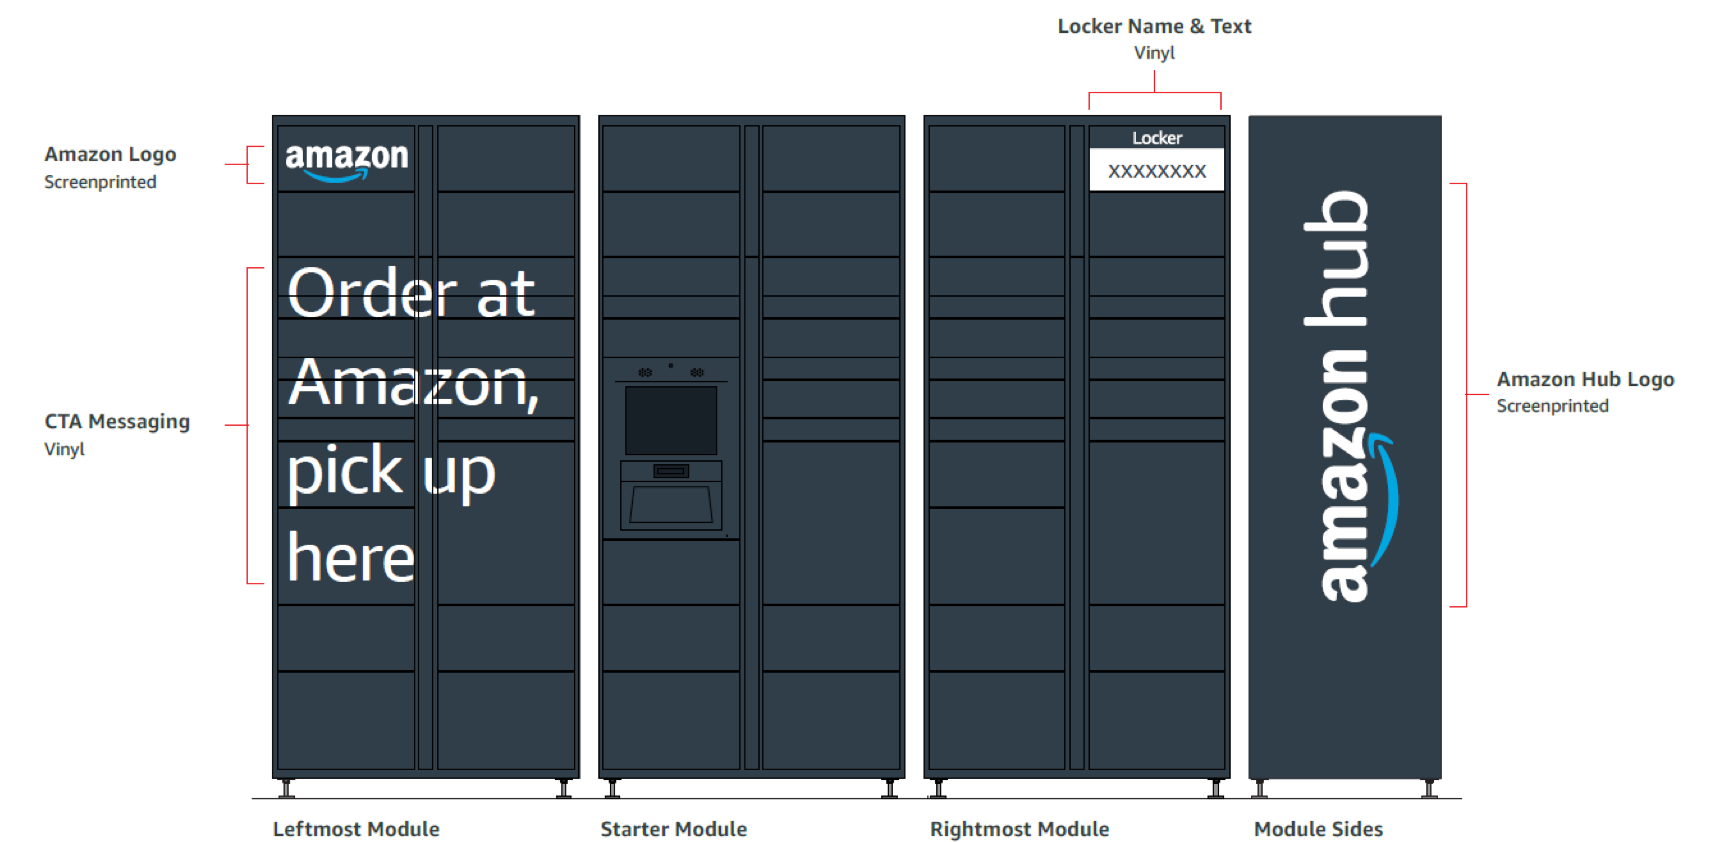 Locker Name & Text
Vinyl
Amazon Logo
Screenprinted
amazon
Locker
XXXXXXXX
Order at
Amazon,
pick up
here
CTA Messaging
Vinyl
amazon hub
Amazon Hub Logo
Screenprinted
Leftmost Module
Starter Module
Rightmost Module
Module Sides